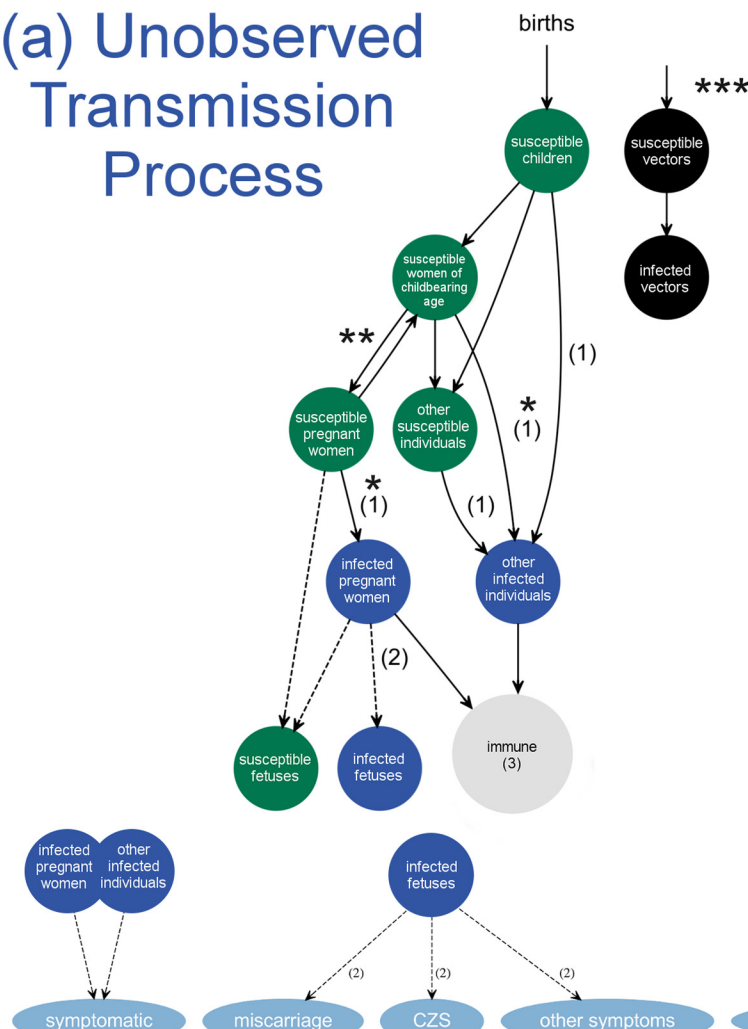 (a) Unobserved
Transmission
Process
births
***
susceptible
children
susceptible
vectors
susceptible
women of
childbearing
age
infected
vectors
**
(1)
susceptible
pregnant
women
other
susceptible
individuals
*
(1)
*
(1)
(1)
infected
pregnant
women
other
infected
individuals
(2)
susceptible
fetuses
infected
fetuses
immune
(3)
infected
pregnant
women
other
infected
individuals
infected
fetuses
(2)
(2)
(2)
symptomatic
miscarriage
CZS
other symptoms